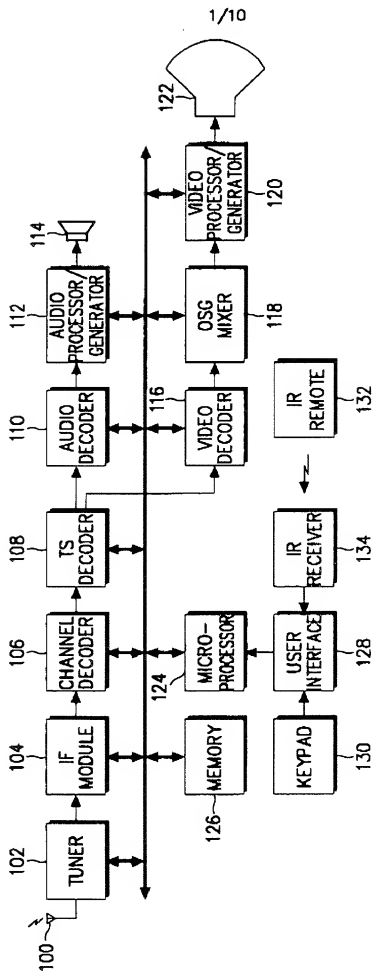 1/10
100
102
TUNER
104
IF
MODULE
106
CHANNEL
DECODER
108
TS
DECODER
110
AUDIO
DECODER
112
AUDIO
PROCESSOR
GENERATOR
114
126
MEMORY
124
MICRO-
PROCESSOR
116
VIDEO
DECODER
OSG
MIXER
118
VIDEO
PROCESSOR
GENERATOR
120
122
KEYPAD
130
USER
INTERFACE
128
IR
RECEIVER
134
IR
REMOTE
132